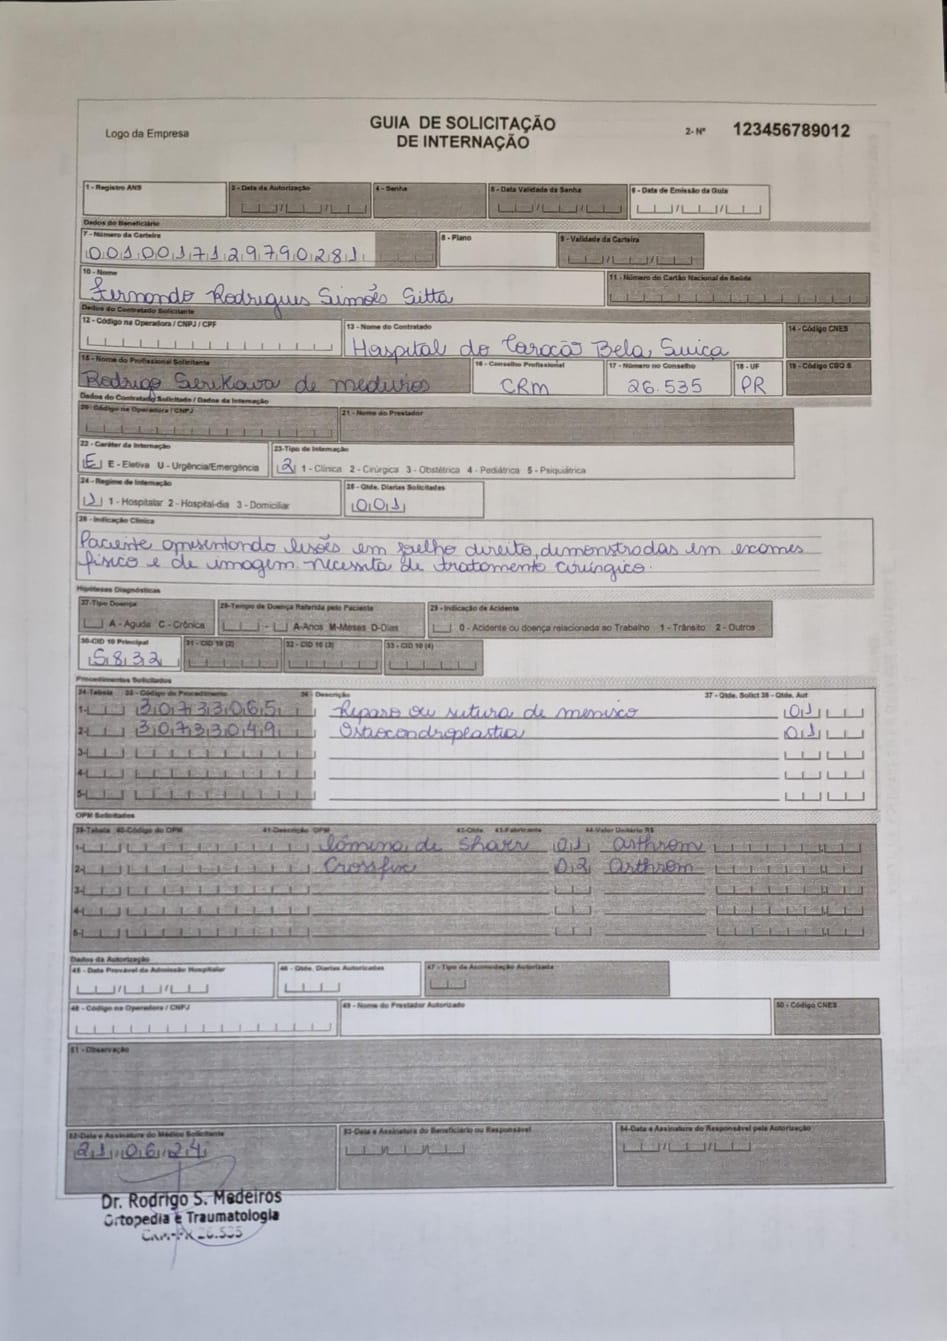 Logo da Empresa
GUIA DE SOLICITAÇÃO
DE INTERNAÇÃO
2- Nº 123456789012
1 - Registro ANS
3 - Data da Autorização
4 - Senha
5 - Data Validade da Senha
6 - Data de Emissão da Guia
Dados do Beneficiário
7 - Número da Carteira
0010017129790281
8 - Plano
9 - Validade da Carteira
10 - Nome
Fernando Rodrigues Simões Sitta
11 - Número do Cartão Nacional de Saúde
Dados do Contratado Solicitante
12 - Código na Operadora / CNPJ / CPF
13 - Nome do Contratado
Hospital do Coração Bela Suiça
14 - Código CNES
15 - Nome do Profissional Solicitante
Rodrigo Serikawa de medeiros
16 - Conselho Profissional
CRM
17 - Número no Conselho
26.535
18 - UF
PR
19 - Código CBO S
Dados do Contratado Solicitado / Dados da Internação
20 - Código na Operadora / CNPJ
21 - Nome do Prestador
22 - Caráter da Internação
E E - Eletiva U - Urgência/Emergência
23-Tipo de Internação
2 1 - Clínica 2 - Cirúrgica 3 - Obstétrica 4 - Pediátrica 5 - Psiquiátrica
24 - Regime de Internação
1 1 - Hospitalar 2 - Hospital-dia 3 - Domiciliar
25 - Qtde. Diárias Solicitadas
001
26 - Indicação Clínica
Paciente apresentando lesões em joelho direito, demonstradas em exames
físico e de imagem necessita de tratamento cirúrgico.
Hipóteses Diagnósticas
27-Tipo Doença
A - Aguda C - Crônica
28-Tempo de Doença Referida pelo Paciente
- A-Anos M-Meses D-Dias
29 - Indicação de Acidente
0 - Acidente ou doença relacionada ao Trabalho 1 - Trânsito 2 - Outros
30-CID 10 Principal
S832
31 - CID 10 (2)
32 - CID 10 (3)
33 - CID 10 (4)
Procedimentos Solicitados
34-Tabela 35 - Código do Procedimento 36 - Descrição 37 - Qtde. Solict 38 - Qtde. Aut
1- 30733065 Reparo ou sutura de menisco 01
2- 30733049 Osteocondroplastia 01
3-
4-
5-
OPM Solicitados
39-Tabela 40-Código do OPM 41-Descrição OPM 42-Qtde. 43-Fabricante 44-Valor Unitário R$
1- lâmina de Shaver 01 arthrom
2- Crossfire 02 arthrom
3-
4-
5-
Dados da Autorização
45 - Data Provável da Admissão Hospitalar
46 - Qtde. Diárias Autorizadas
47 - Tipo da Acomodação Autorizada
48 - Código na Operadora / CNPJ
49 - Nome do Prestador Autorizado
50 - Código CNES
51 - Observação
52-Data e Assinatura do Médico Solicitante
21/06/24
53-Data e Assinatura do Beneficiário ou Responsável
54-Data e Assinatura do Responsável pela Autorização
Dr. Rodrigo S. Medeiros
Ortopedia e Traumatologia
CRM-PR 26.535